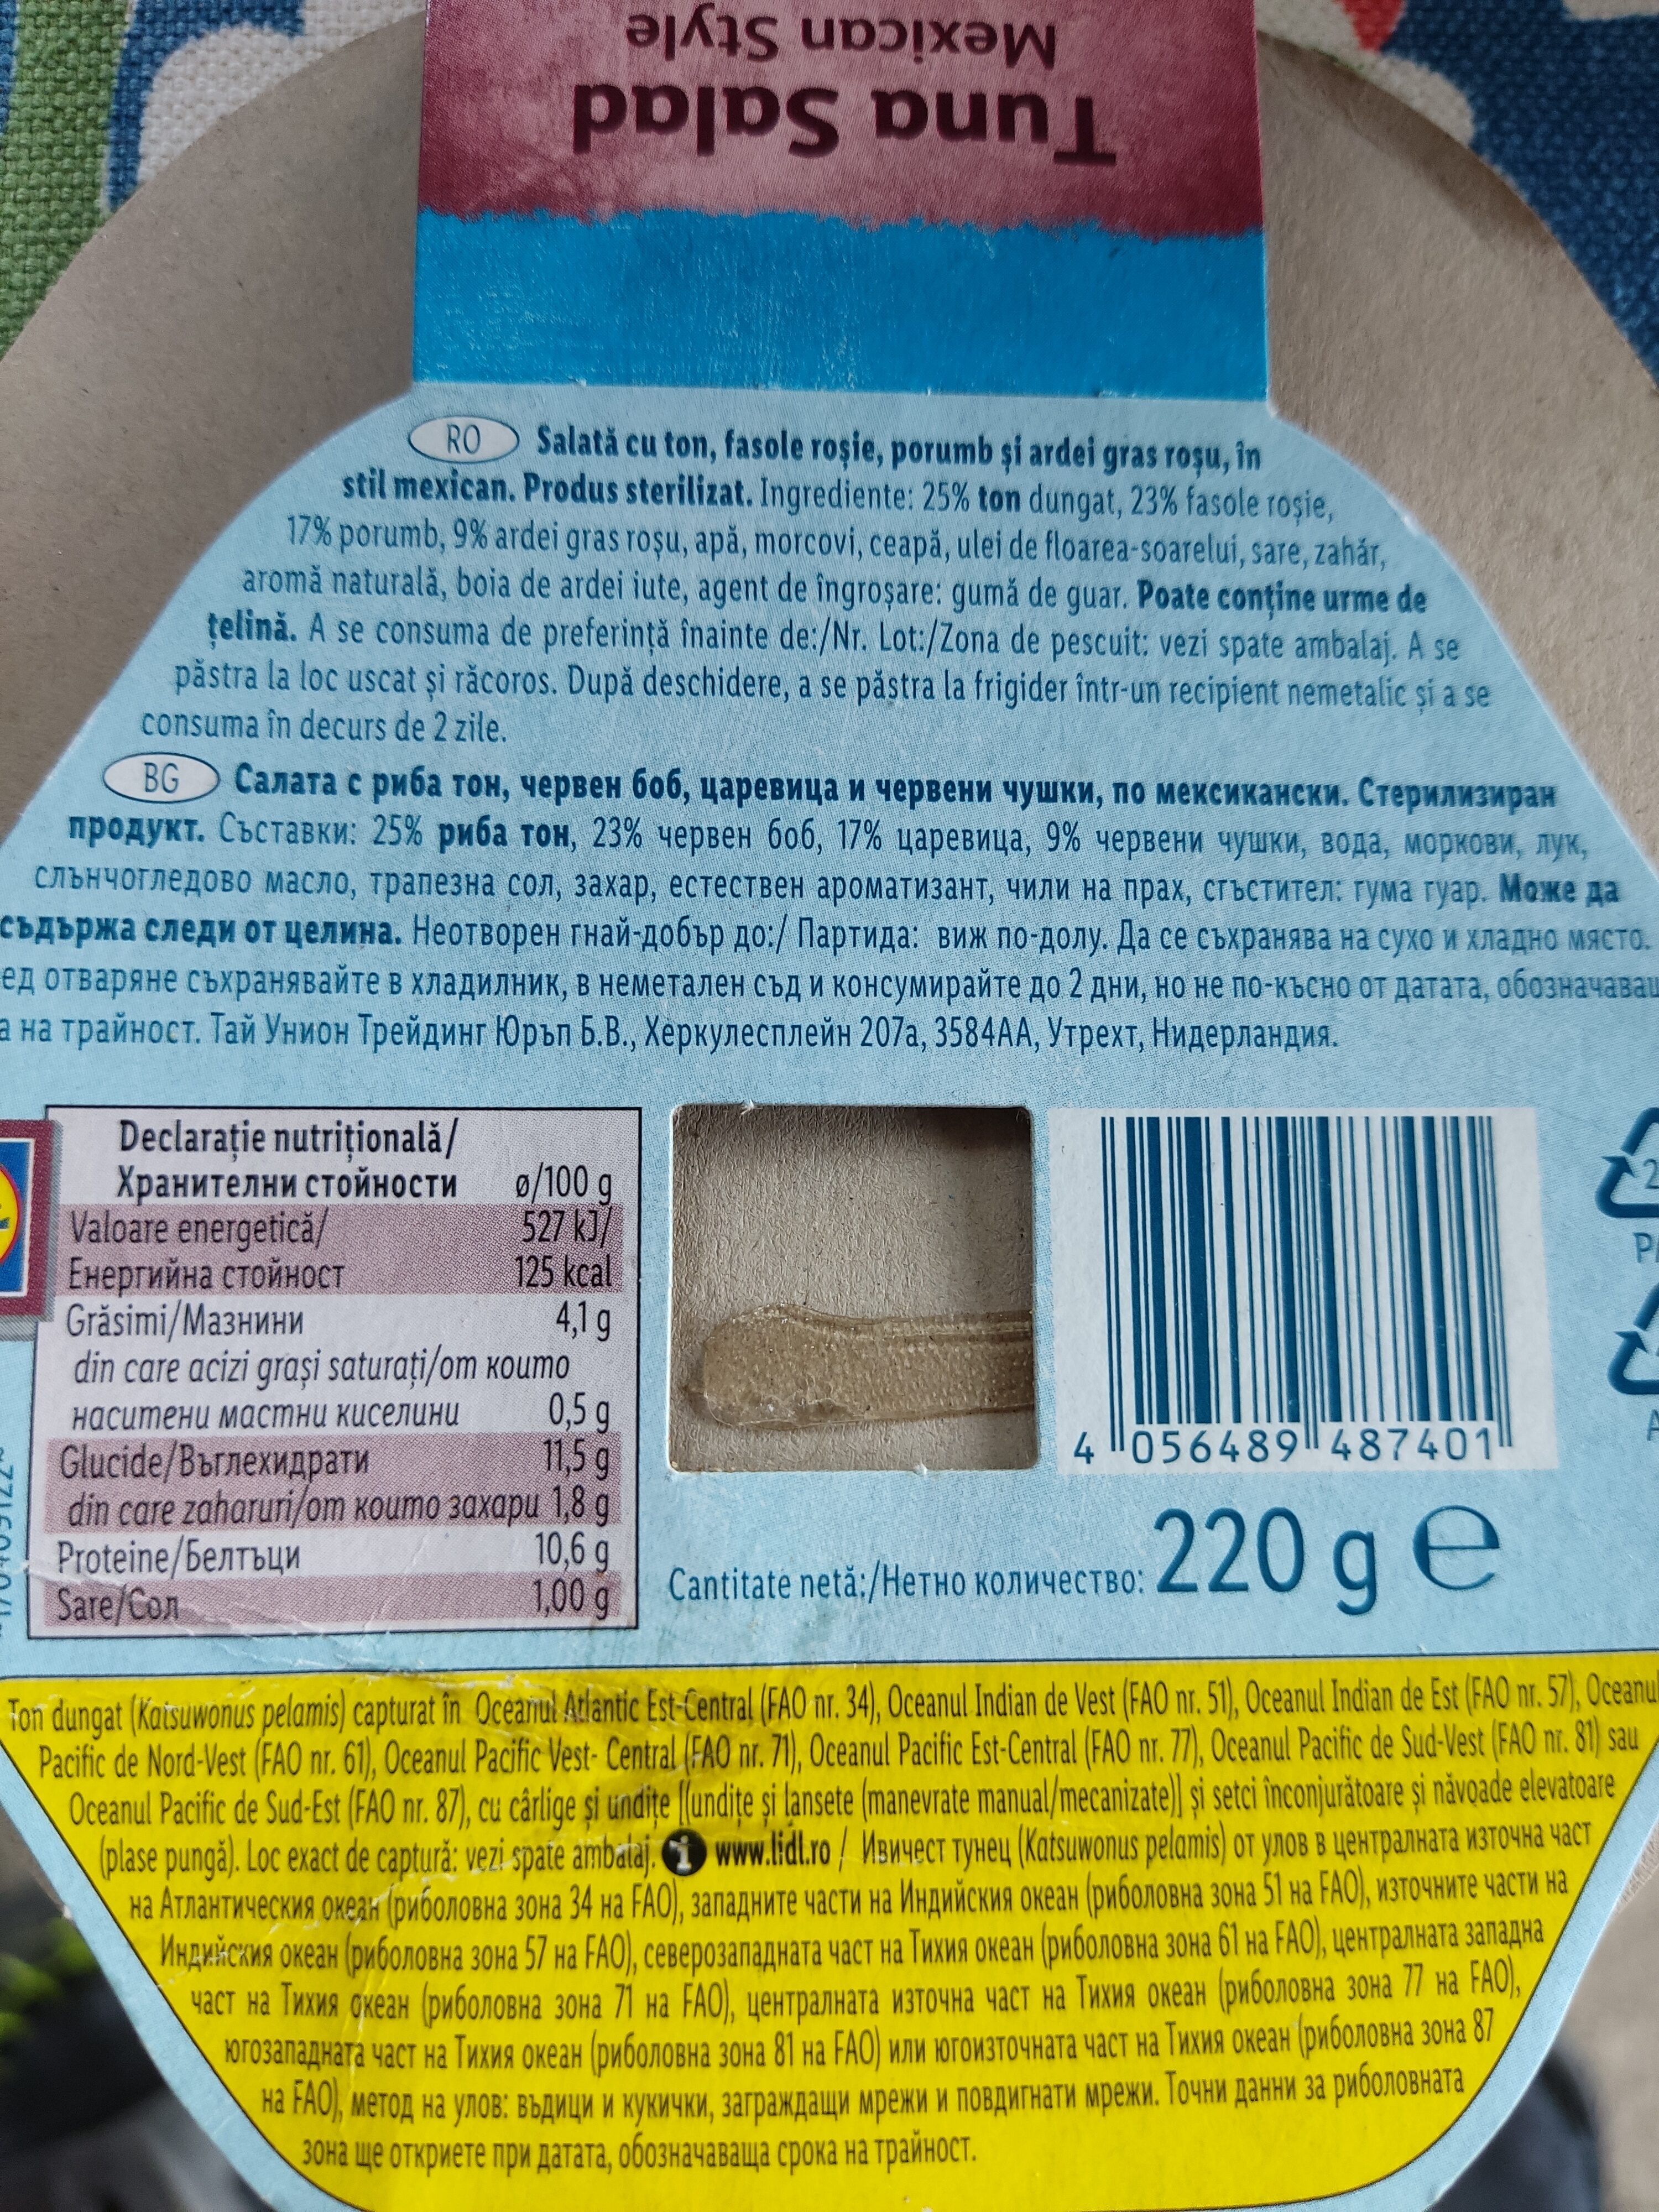 Tuna Salad
Mexican Style
RO Salată cu ton, fasole roșie, porumb și ardei gras roșu, în
stil mexican. Produs sterilizat. Ingrediente: 25% ton dungat, 23% fasole roșie,
17% porumb, 9% ardei gras roșu, apă, morcovi, ceapă, ulei de floarea-soarelui, sare, zahăr,
aromă naturală, boia de ardei iute, agent de îngroșare: gumă de guar. Poate conține urme de
țelină. A se consuma de preferință înainte de:/Nr. Lot:/Zona de pescuit: vezi spate ambalaj. A se
păstra la loc uscat și răcoros. După deschidere, a se păstra la frigider într-un recipient nemetalic și a se
consuma în decurs de 2 zile.
BG Салата с риба тон, червен боб, царевица и червени чушки, по мексикански. Стерилизиран
продукт. Съставки: 25% риба тон, 23% червен боб, 17% царевица, 9% червени чушки, вода, моркови, лук,
слънчогледово масло, трапезна сол, захар, естествен ароматизант, чили на прах, сгъстител: гума гуар. Може да
съдържа следи от целина. Неотворен гнай-добър до:/ Партида: виж по-долу. Да се съхранява на сухо и хладно място.
ед отваряне съхранявайте в хладилник, в неметален съд и консумирайте до 2 дни, но не по-късно от датата, обозначаващ
а на трайност. Тай Унион Трейдинг Юръп Б.В., Херкулесплейн 207а, 3584АА, Утрехт, Нидерландия.
Declarație nutrițională/
Хранителни стойности ø/100 g
Valoare energetică/ 527 kJ/
Енергийна стойност 125 kcal
Grăsimi/Мазнини 4,1 g
din care acizi grași saturați/от които
наситени мастни киселини 0,5 g
Glucide/Въглехидрати 11,5 g
din care zaharuri/от които захари 1,8 g
Proteine/Белтъци 10,6 g
Sare/Сол 1,00 g
4 056489 487401
Cantitate netă:/Нетно количество: 220 g e
Ton dungat (Katsuwonus pelamis) capturat în Oceanul Atlantic Est-Central (FAO nr. 34), Oceanul Indian de Vest (FAO nr. 51), Oceanul Indian de Est (FAO nr. 57), Oceanul
Pacific de Nord-Vest (FAO nr. 61), Oceanul Pacific Vest- Central (FAO nr. 71), Oceanul Pacific Est-Central (FAO nr. 77), Oceanul Pacific de Sud-Vest (FAO nr. 81) sau
Oceanul Pacific de Sud-Est (FAO nr. 87), cu cârlige și undițe [(undițe și lansete (manevrate manual/mecanizate)] și setci înconjurătoare și năvoade elevatoare
(plase pungă). Loc exact de captură: vezi spate ambalaj. i www.lidl.ro / Ивичест тунец (Katsuwonus pelamis) от улов в централната източна част
на Атлантическия океан (риболовна зона 34 на FAO), западните части на Индийския океан (риболовна зона 51 на FAO), източните части на
Индийския океан (риболовна зона 57 на FAO), северозападната част на Тихия океан (риболовна зона 61 на FAO), централната западна
част на Тихия океан (риболовна зона 71 на FAO), централната източна част на Тихия океан (риболовна зона 77 на FAO),
югозападната част на Тихия океан (риболовна зона 81 на FAO) или югоизточната част на Тихия океан (риболовна зона 87
на FAO), метод на улов: въдици и кукички, заграждащи мрежи и повдигнати мрежи. Точни данни за риболовната
зона ще откриете при датата, обозначаваща срока на трайност.